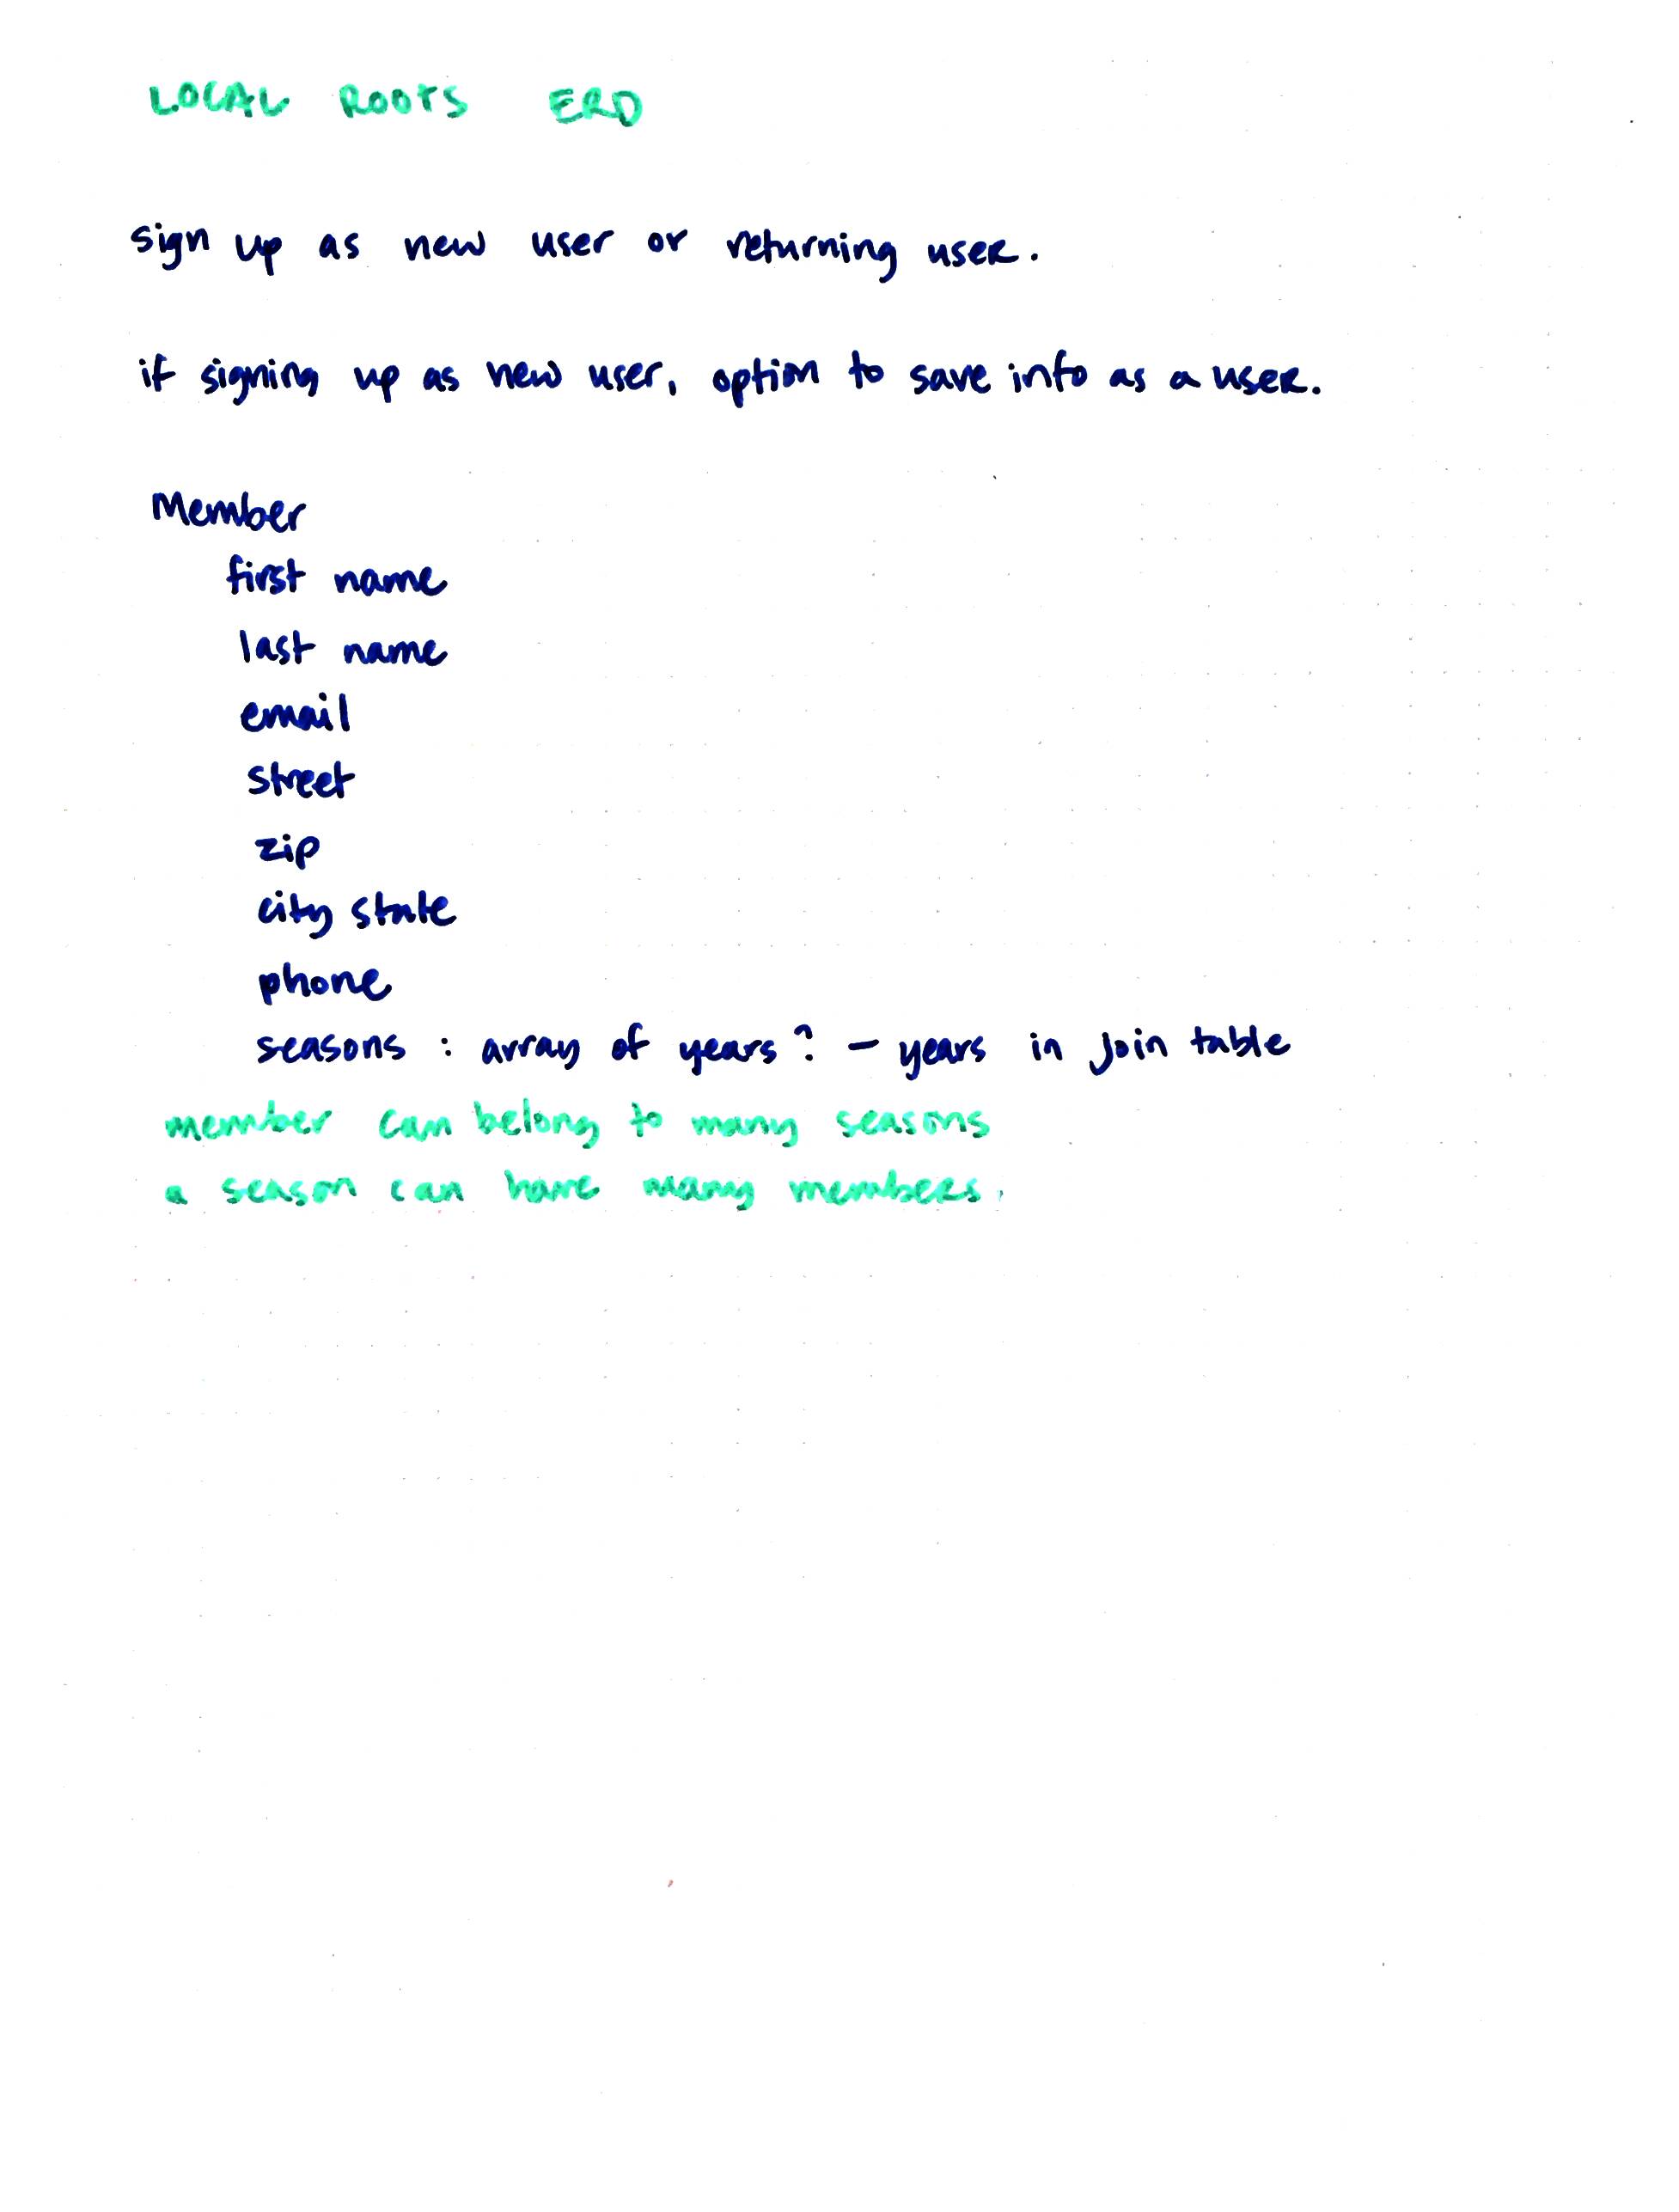 LOCAL ROOTS ERD
sign up as new user or returning user.
if signing up as new user, option to save info as a user.
Member
first name
last name
email
street
zip
city state
phone
seasons : array of years? - years in join table
member can belong to many seasons
a season can have many members.